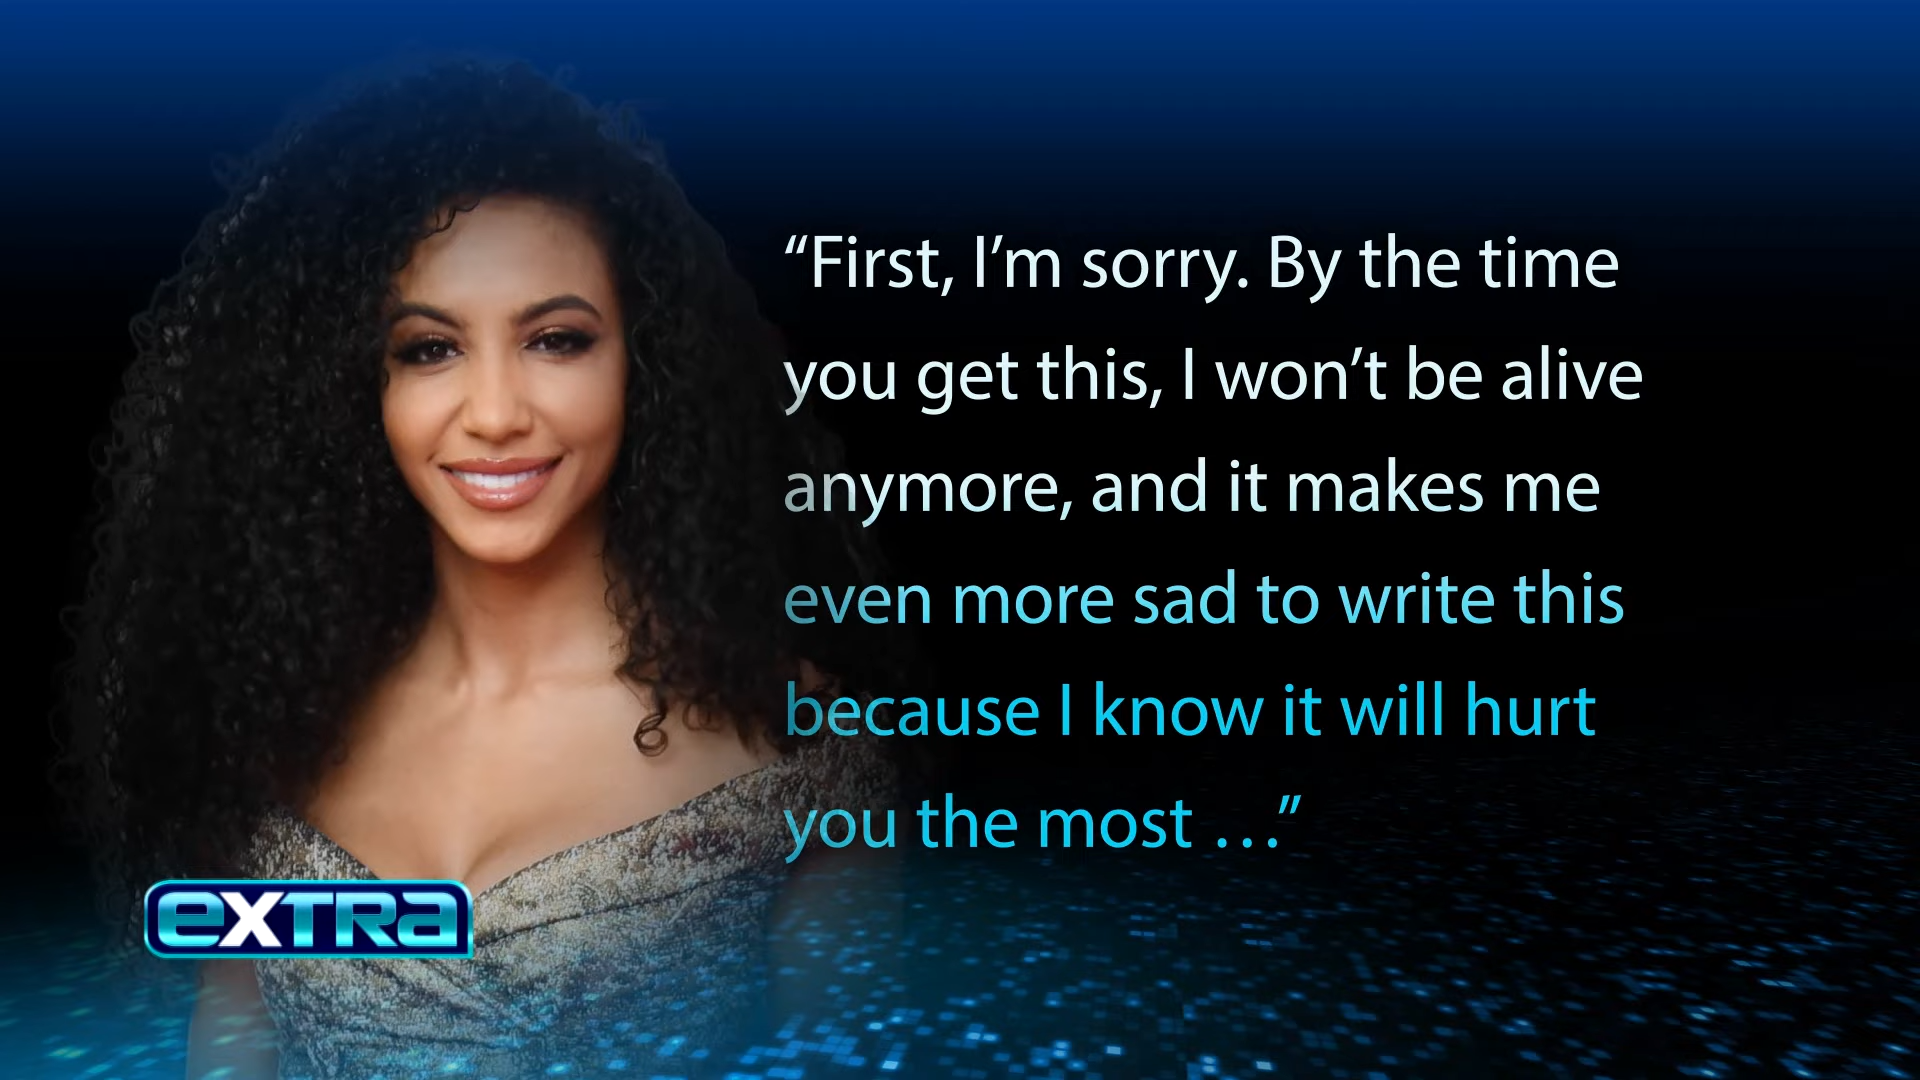 “First, I’m sorry. By the time
you get this, I won’t be alive
anymore, and it makes me
even more sad to write this
because I know it will hurt
you the most …”
extra